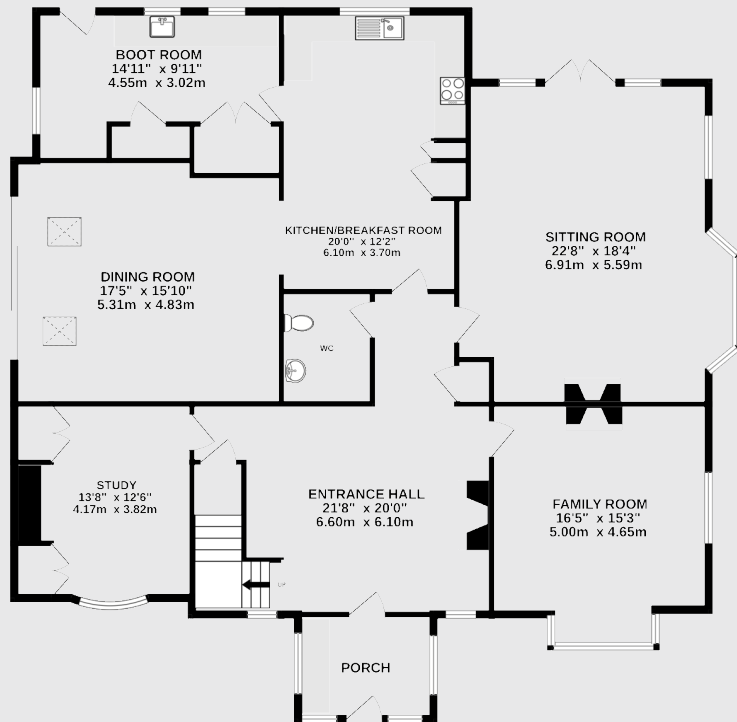 BOOT ROOM
14'11" x 9'11"
4.55m x 3.02m
KITCHEN/BREAKFAST ROOM
20'0" x 12'2"
6.10m x 3.70m
SITTING ROOM
22'8" x 18'4"
6.91m x 5.59m
DINING ROOM
17'5" x 15'10"
5.31m x 4.83m
WC
STUDY
13'8" x 12'6"
4.17m x 3.82m
ENTRANCE HALL
21'8" x 20'0"
6.60m x 6.10m
FAMILY ROOM
16'5" x 15'3"
5.00m x 4.65m
UP
PORCH